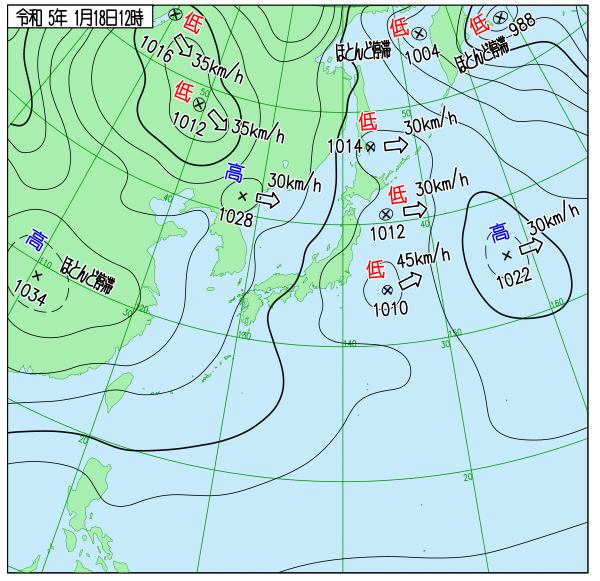 令和 5年 1月18日12時
低
1016
35km/h
低
50
1012
35km/h
高
30km/h
1028
40
高
110
ほとんど停滞
1034
30
120
低
ほとんど停滞
1004
低
988
ほとんど停滞
50
低
1014
30km/h
低
30km/h
1012
40
低
45km/h
1010
高
30km/h
1022
160
150
30
140
130
20
20